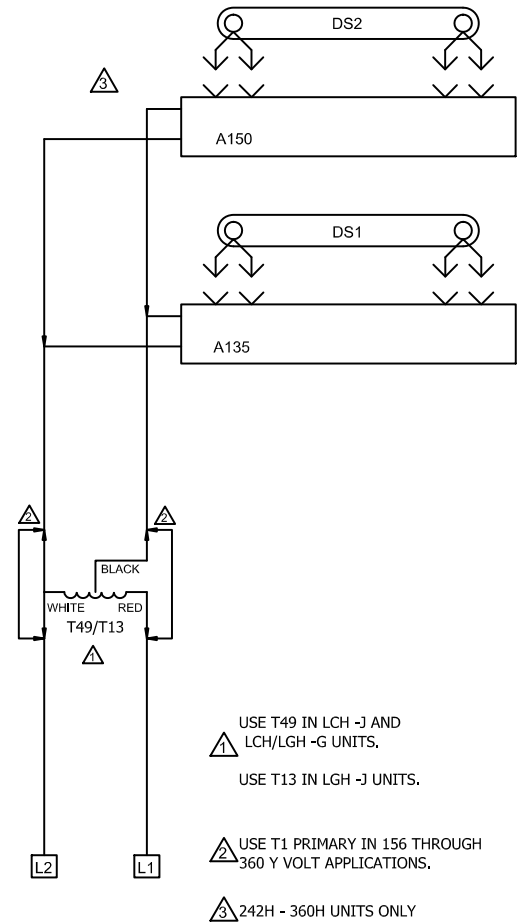 DS2
3
A150
DS1
A135
2
2
BLACK
WHITE RED
T49/T13
1
USE T49 IN LCH -J AND
1 LCH/LGH -G UNITS.
USE T13 IN LGH -J UNITS.
L2 L1
2 USE T1 PRIMARY IN 156 THROUGH
360 Y VOLT APPLICATIONS.
3 242H - 360H UNITS ONLY